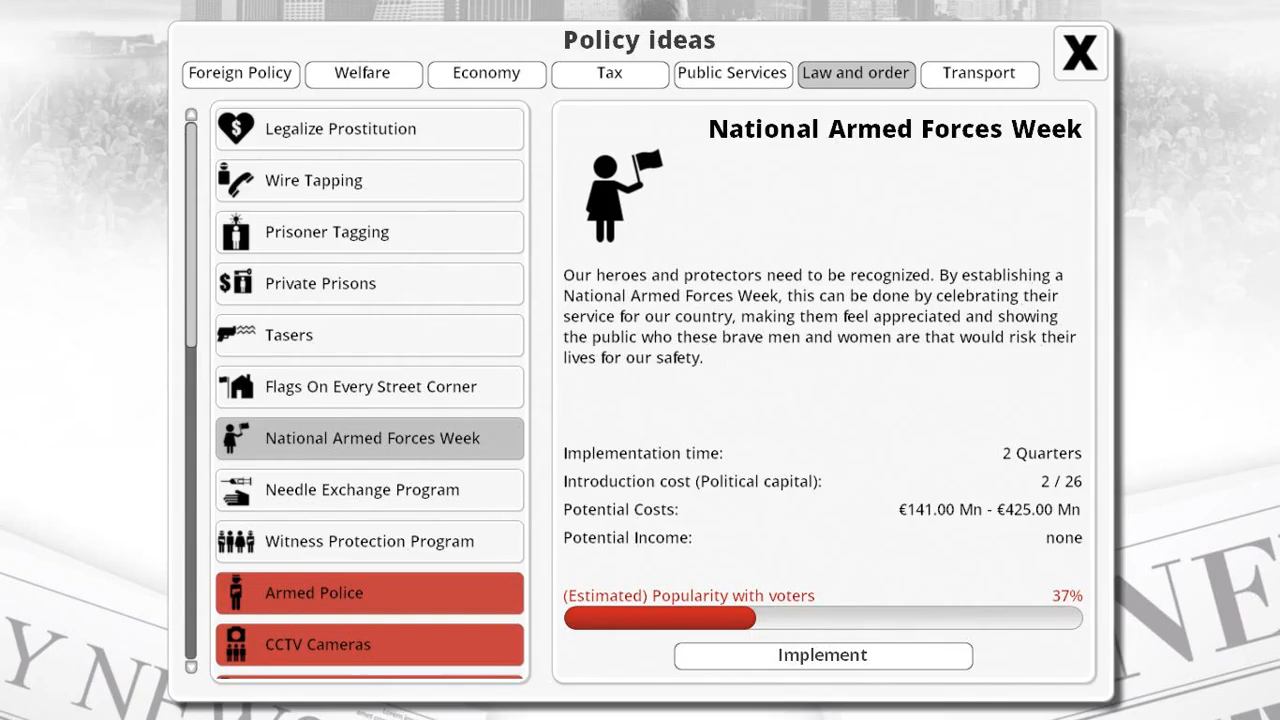 Policy ideas
X
Foreign Policy
Welfare
Economy
Tax
Public Services
Law and order
Transport
Legalize Prostitution
Wire Tapping
Prisoner Tagging
Private Prisons
Tasers
Flags On Every Street Corner
National Armed Forces Week
Needle Exchange Program
Witness Protection Program
Armed Police
CCTV Cameras
National Armed Forces Week
Our heroes and protectors need to be recognized. By establishing a
National Armed Forces Week, this can be done by celebrating their
service for our country, making them feel appreciated and showing
the public who these brave men and women are that would risk their
lives for our safety.
Implementation time: 2 Quarters
Introduction cost (Political capital): 2 / 26
Potential Costs: €141.00 Mn - €425.00 Mn
Potential Income: none
(Estimated) Popularity with voters 37%
Implement